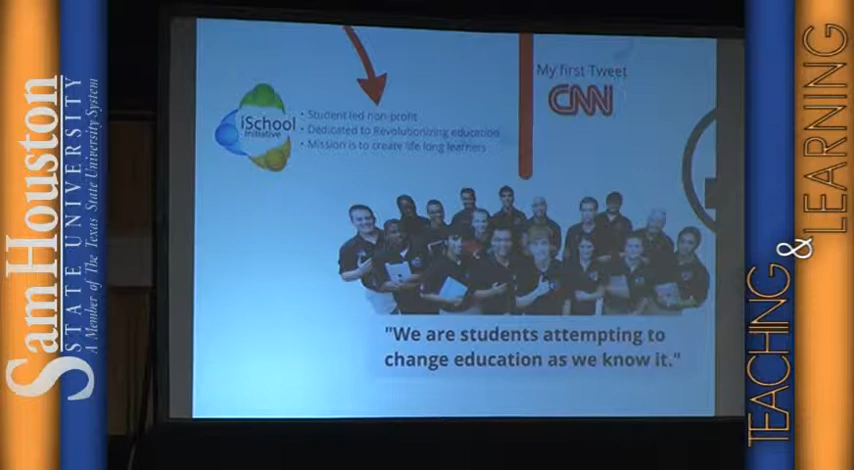 Sam Houston
STATE UNIVERSITY
A Member of The Texas State University System
iSchool
Initiative
• Student led non-profit
• Dedicated to Revolutionizing education
• Mission is to create life long learners
My first Tweet
CNN
"We are students attempting to
change education as we know it."
TEACHING
& LEARNING